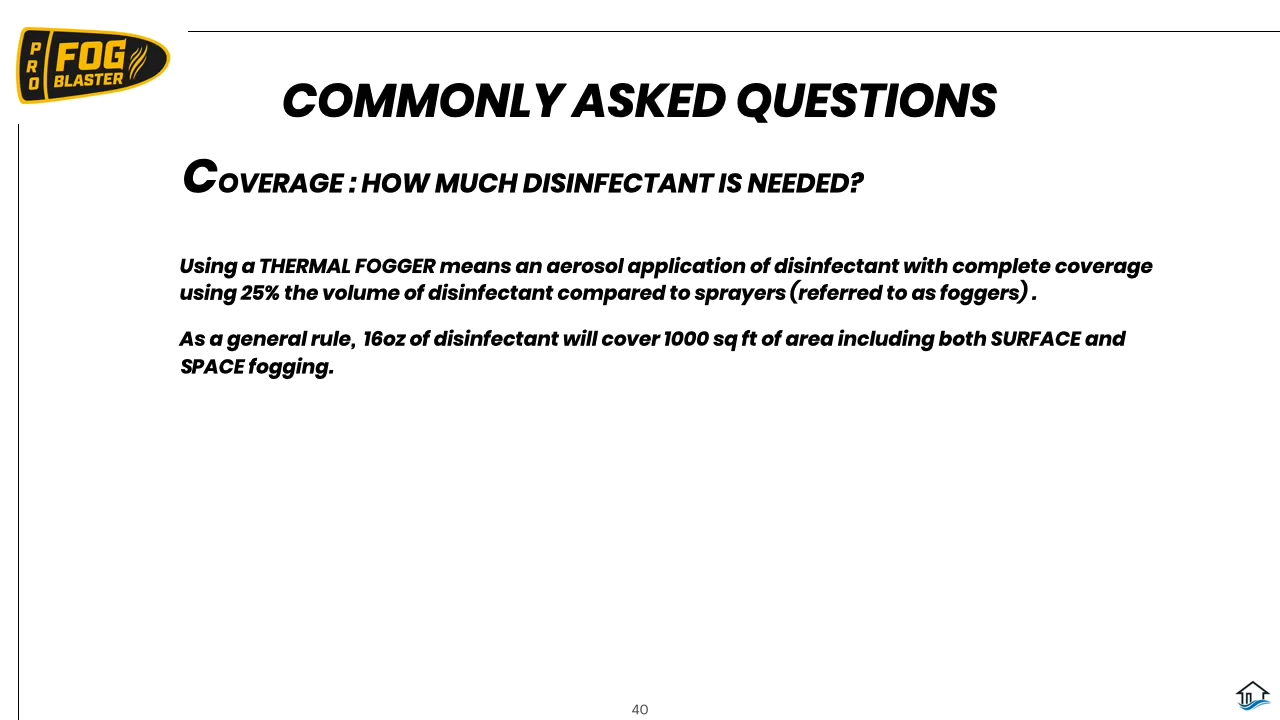 PRO
FOG
BLASTER
COMMONLY ASKED QUESTIONS
COVERAGE : HOW MUCH DISINFECTANT IS NEEDED?
Using a THERMAL FOGGER means an aerosol application of disinfectant with complete coverage
using 25% the volume of disinfectant compared to sprayers (referred to as foggers) .
As a general rule, 16oz of disinfectant will cover 1000 sq ft of area including both SURFACE and
SPACE fogging.
40